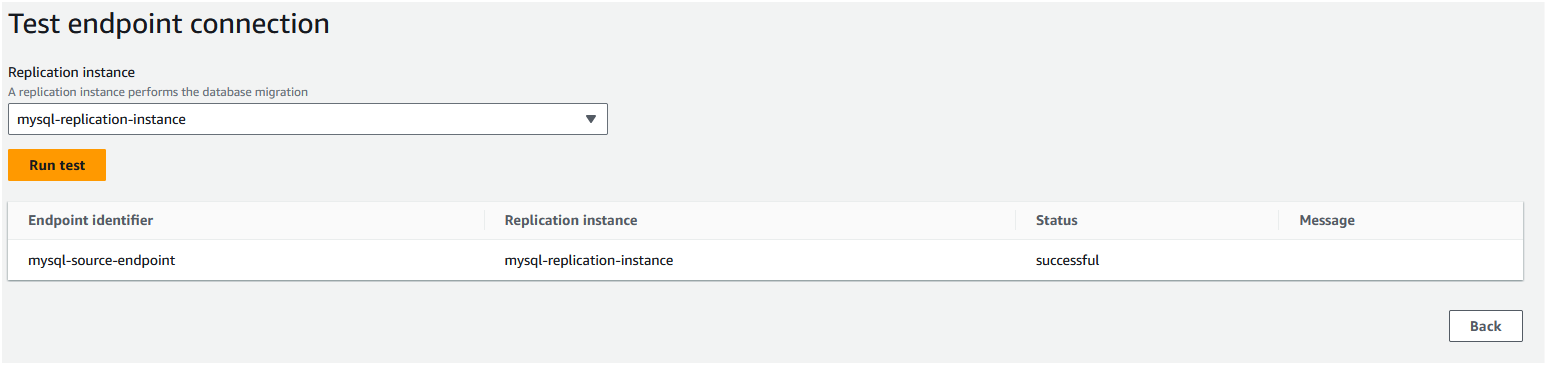 Test endpoint connection
Replication instance
A replication instance performs the database migration
mysql-replication-instance
Run test
Endpoint identifier Replication instance Status Message
mysql-source-endpoint mysql-replication-instance successful
Back